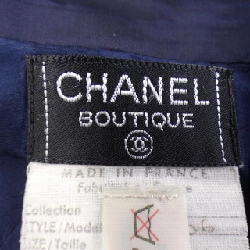 CHANEL
BOUTIQUE
MADE IN FRANCE
Collection
STYLE/Model
SIZE/Taille